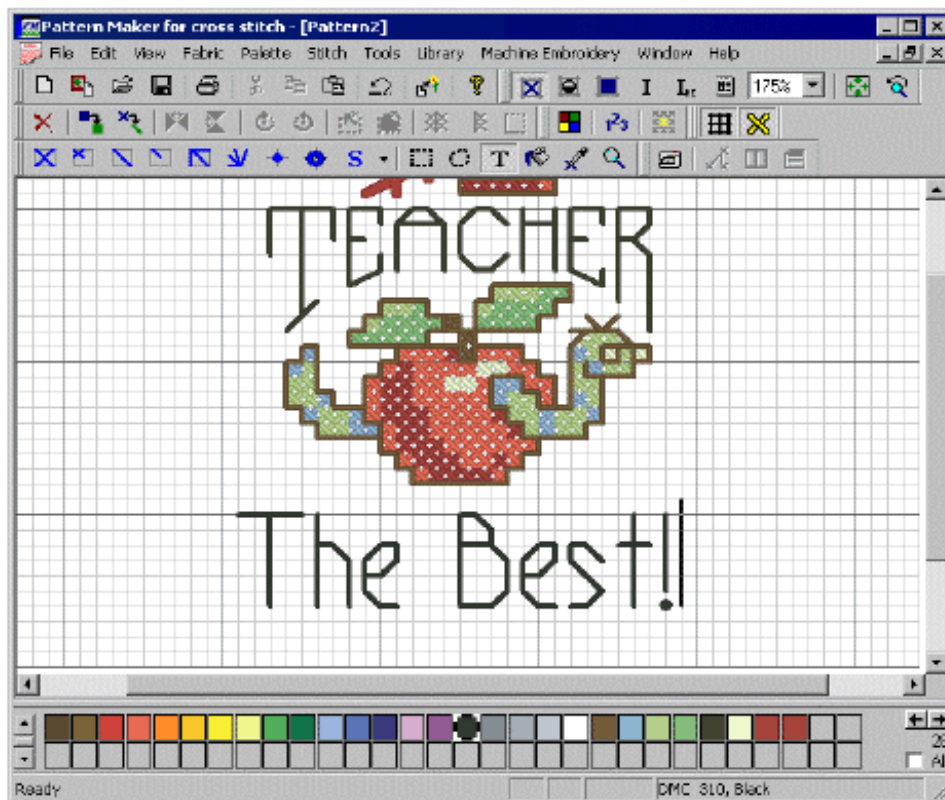 Pattern Maker for cross stitch - [Pattern2]
File Edit View Fabric Palette Stitch Tools Library Machine Embroidery Window Help
175%
TEACHER
The Best!
Ready
DMC 310, Black